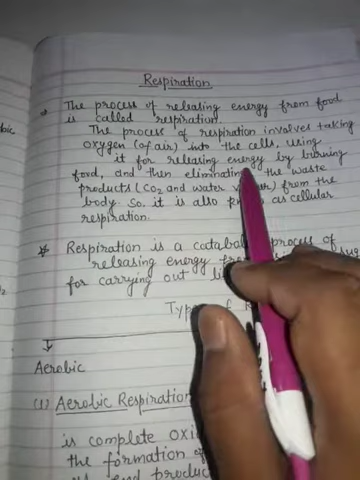 Respiration
The process of releasing energy from food
is called respiration.
The process of respiration involves taking
oxygen (of air) into the cells, using
it for releasing energy by burning
food, and then eliminating the waste
products (CO2 and water) from the
body. So, it is also as cellular
respiration.
Respiration is a process of
releasing energy
for carrying out
Aerobic
(1) Aerobic Respiration
is complete
the formation of